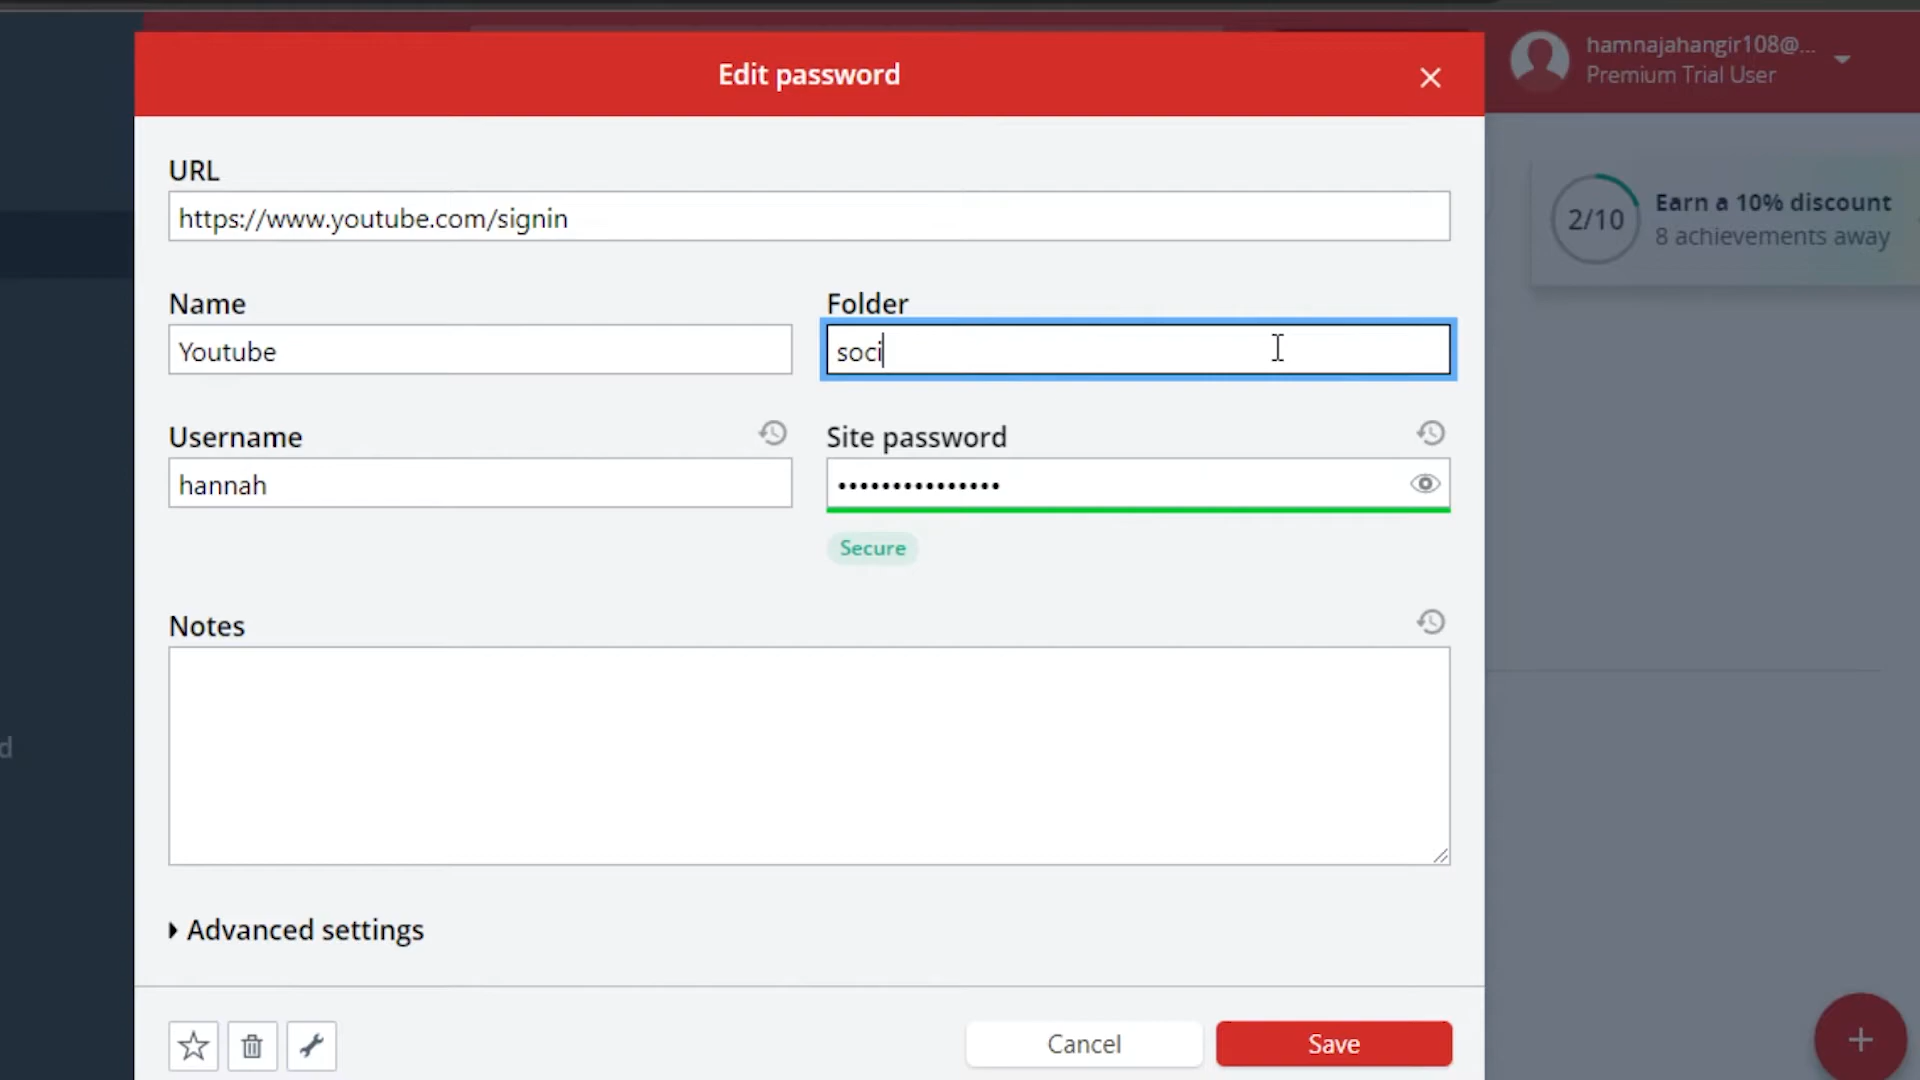 Edit password
hamnajahangir108@...
Premium Trial User
URL
https://www.youtube.com/signin
2/10
Earn a 10% discount
8 achievements away
Name
Folder
Youtube
soci
Username
Site password
hannah
•••••••••••••••
Secure
Notes
d
Advanced settings
Cancel
Save